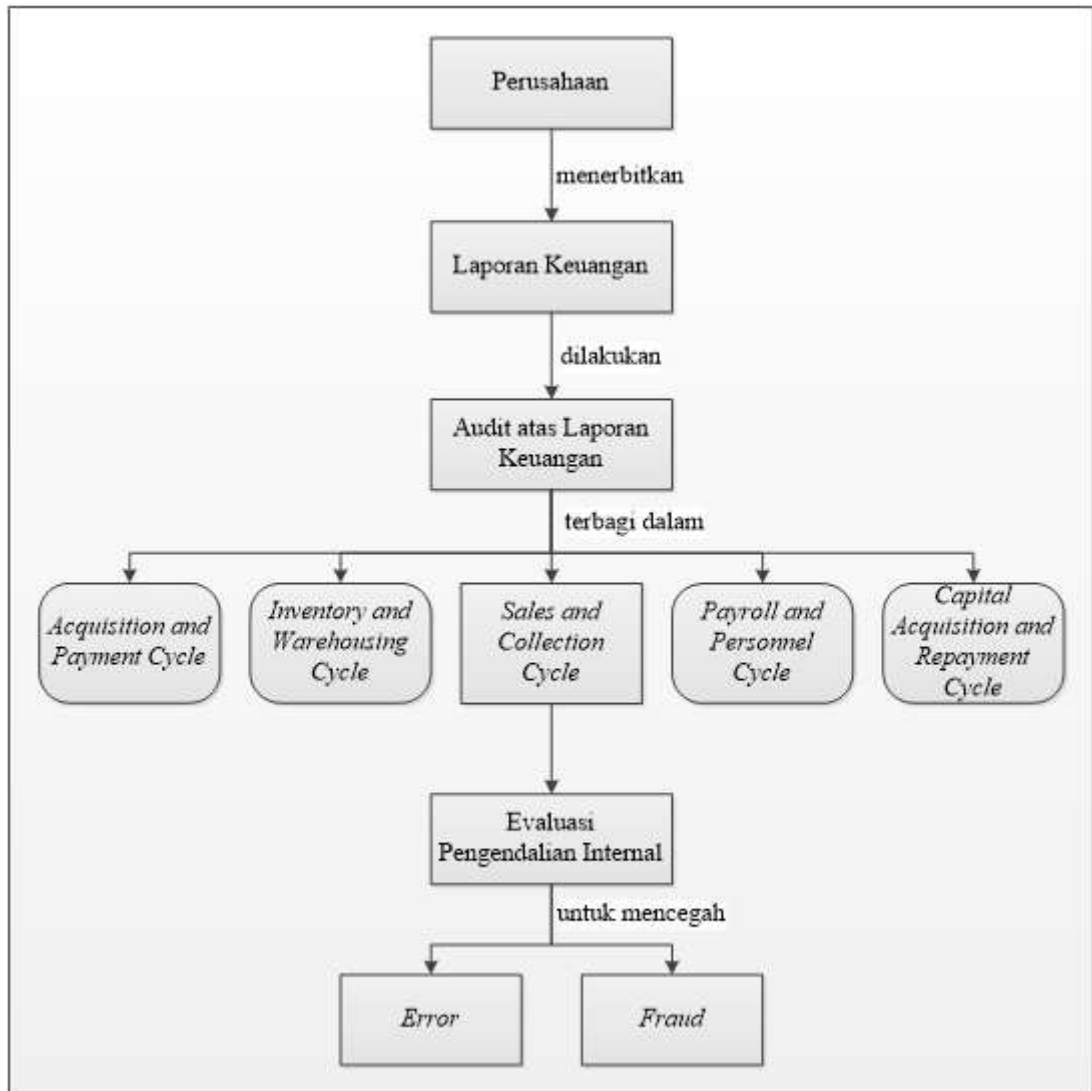 Perusahaan
menerbitkan
Laporan Keuangan
dilakukan
Audit atas Laporan
Keuangan
terbagi dalam
Acquisition and
Payment Cycle
Inventory and
Warehousing
Cycle
Sales and
Collection
Cycle
Payroll and
Personnel
Cycle
Capital
Acquisition and
Repayment
Cycle
Evaluasi
Pengendalian Internal
untuk mencegah
Error
Fraud